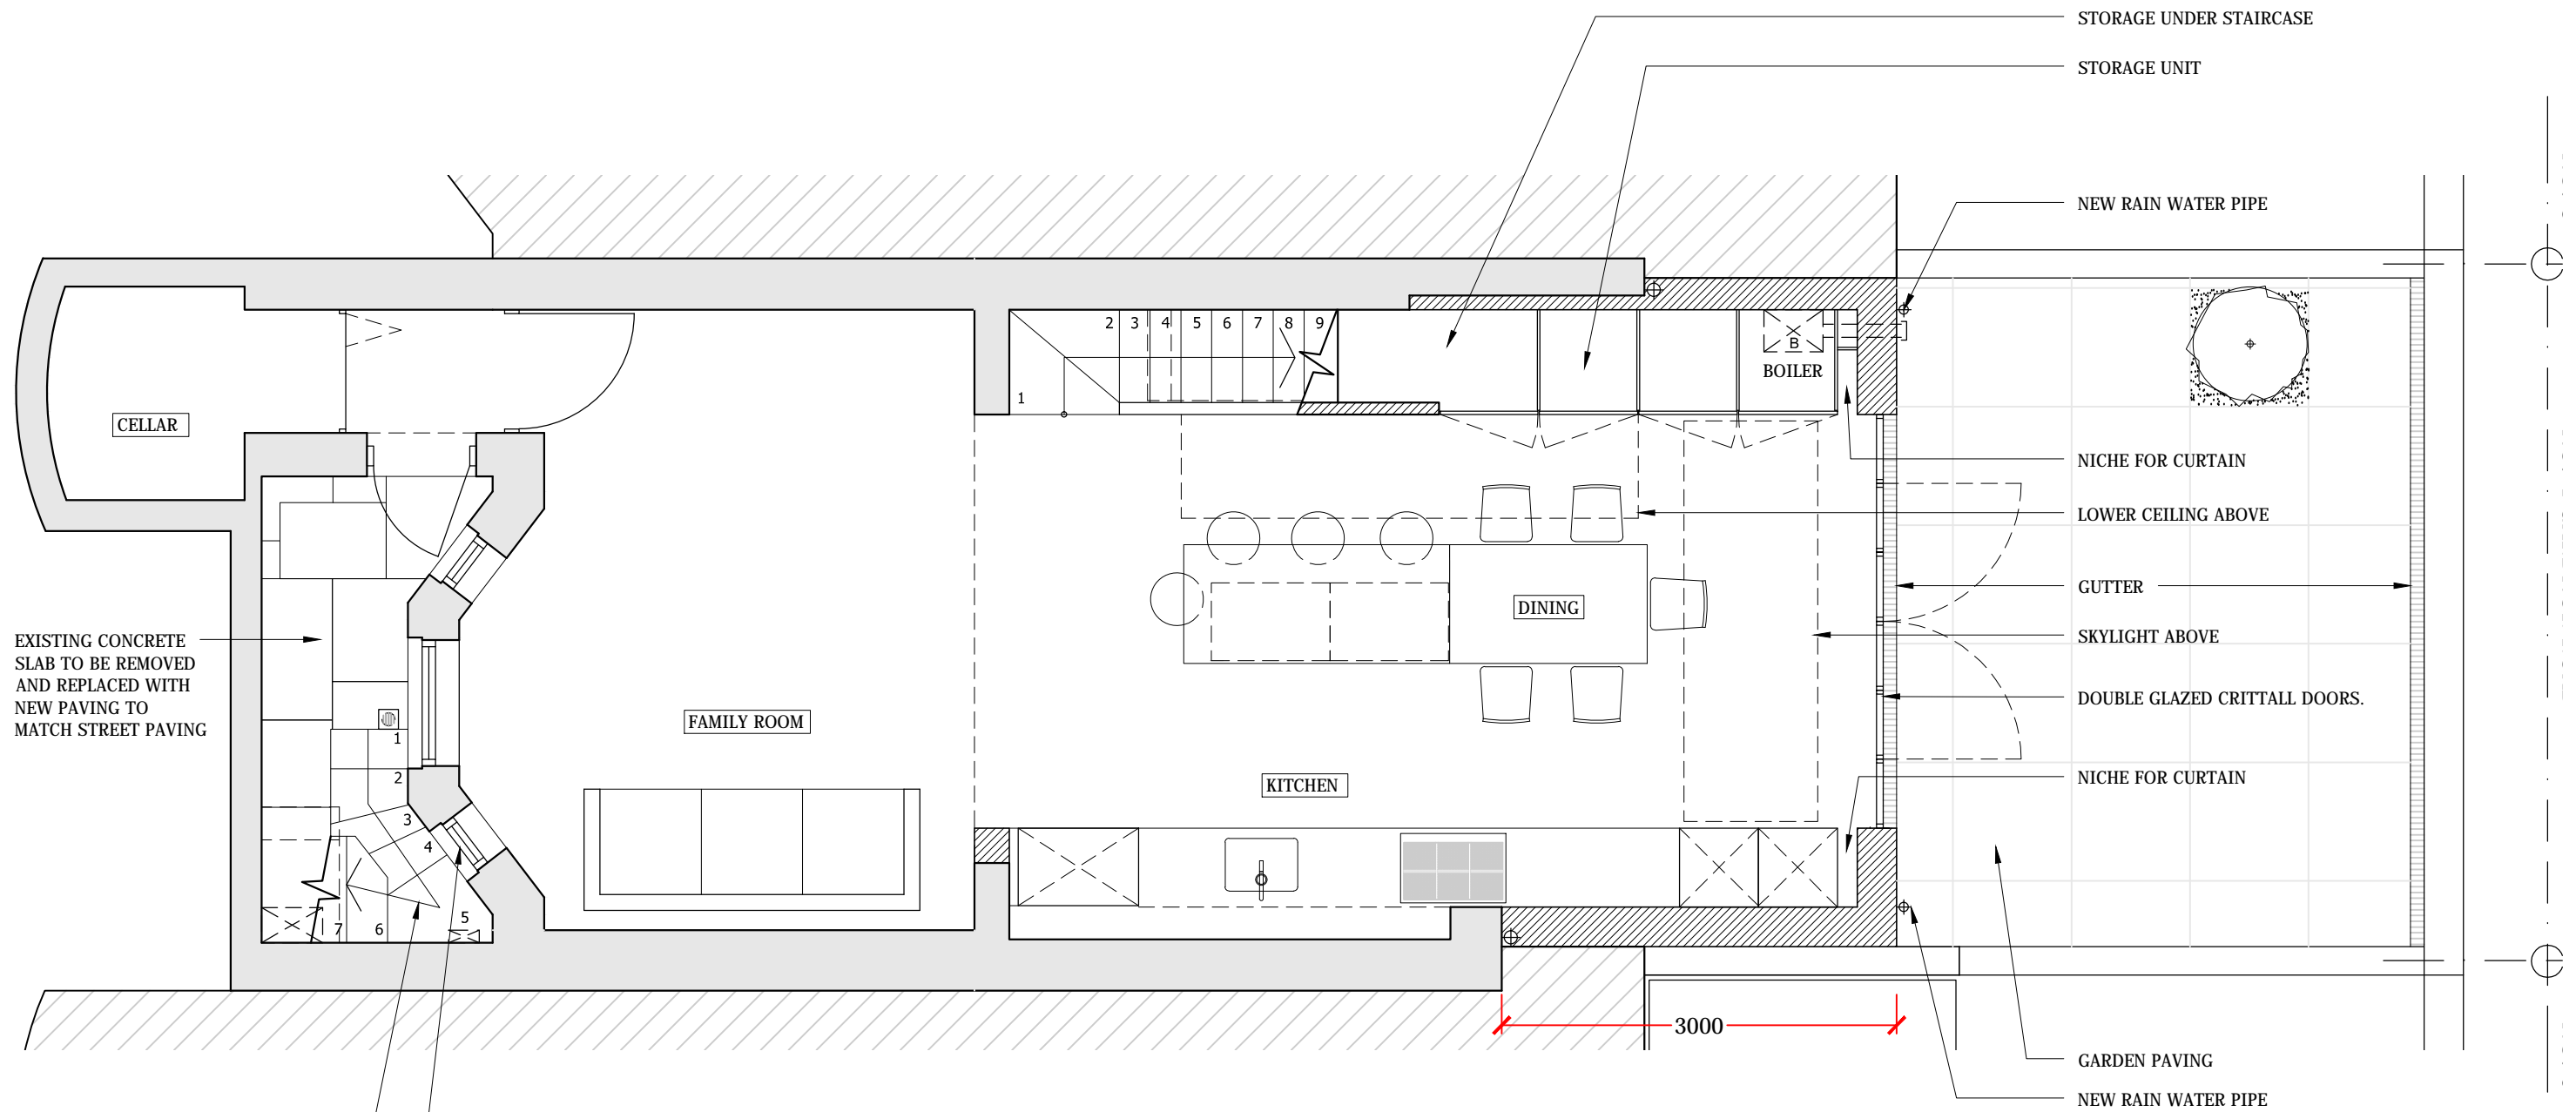 STORAGE UNDER STAIRCASE
STORAGE UNIT
NEW RAIN WATER PIPE
2 3 4 5 6 7 8 9
B
BOILER
1
CELLAR
NICHE FOR CURTAIN
LOWER CEILING ABOVE
GUTTER
DINING
SKYLIGHT ABOVE
EXISTING CONCRETE
SLAB TO BE REMOVED
AND REPLACED WITH
NEW PAVING TO
MATCH STREET PAVING
DOUBLE GLAZED CRITTALL DOORS.
FAMILY ROOM
1
2
KITCHEN
NICHE FOR CURTAIN
3
4
5
7 6
3000
GARDEN PAVING
NEW RAIN WATER PIPE